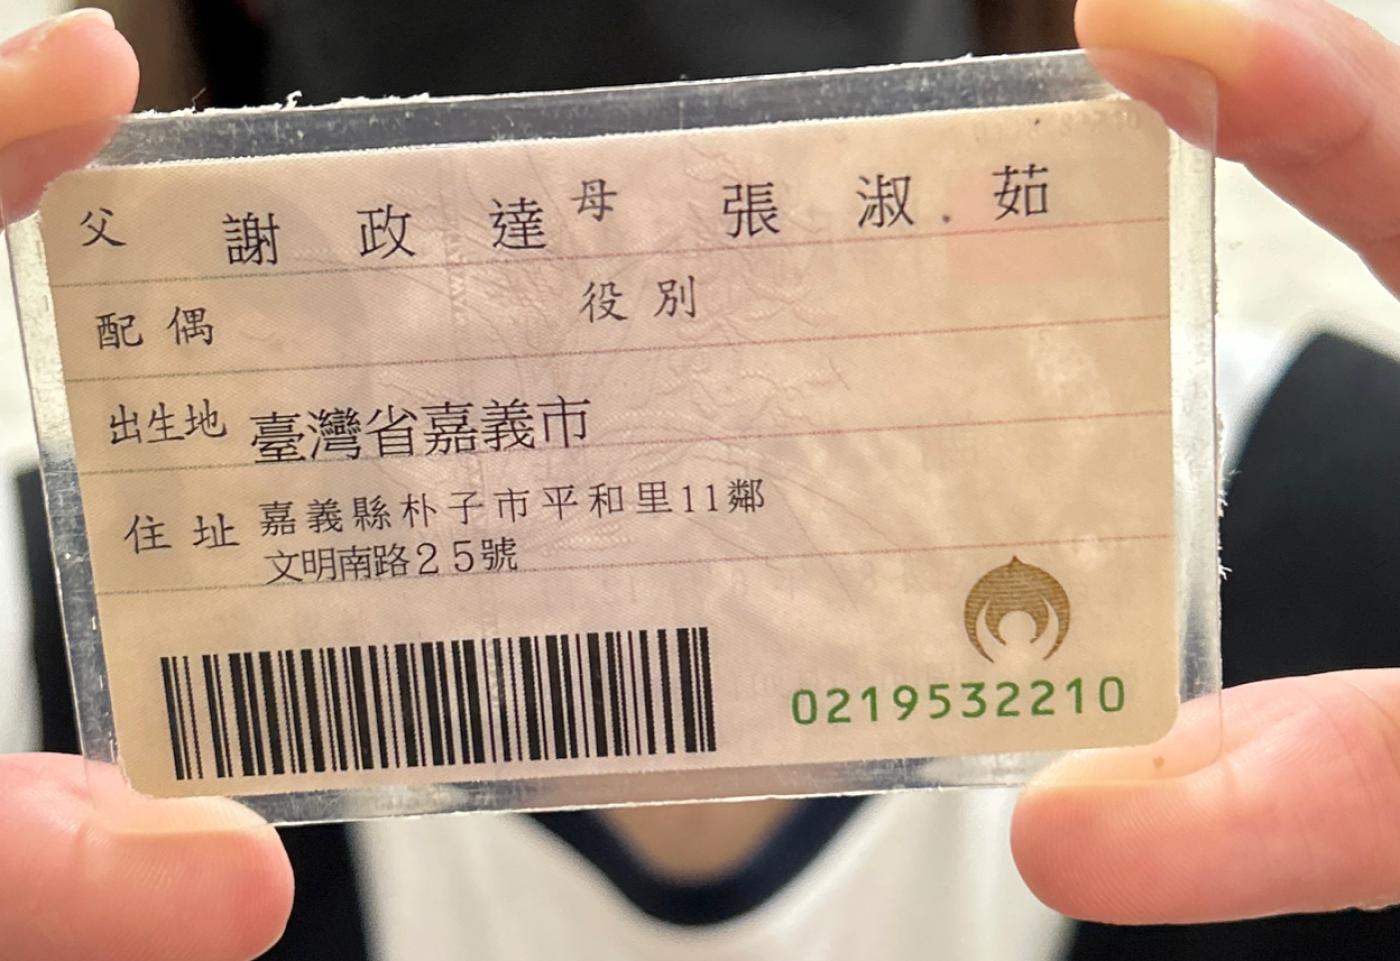 父 謝政達 母 張淑茹
配偶 役別
出生地 臺灣省嘉義市
住址 嘉義縣朴子市平和里11鄰
文明南路25號
0219532210